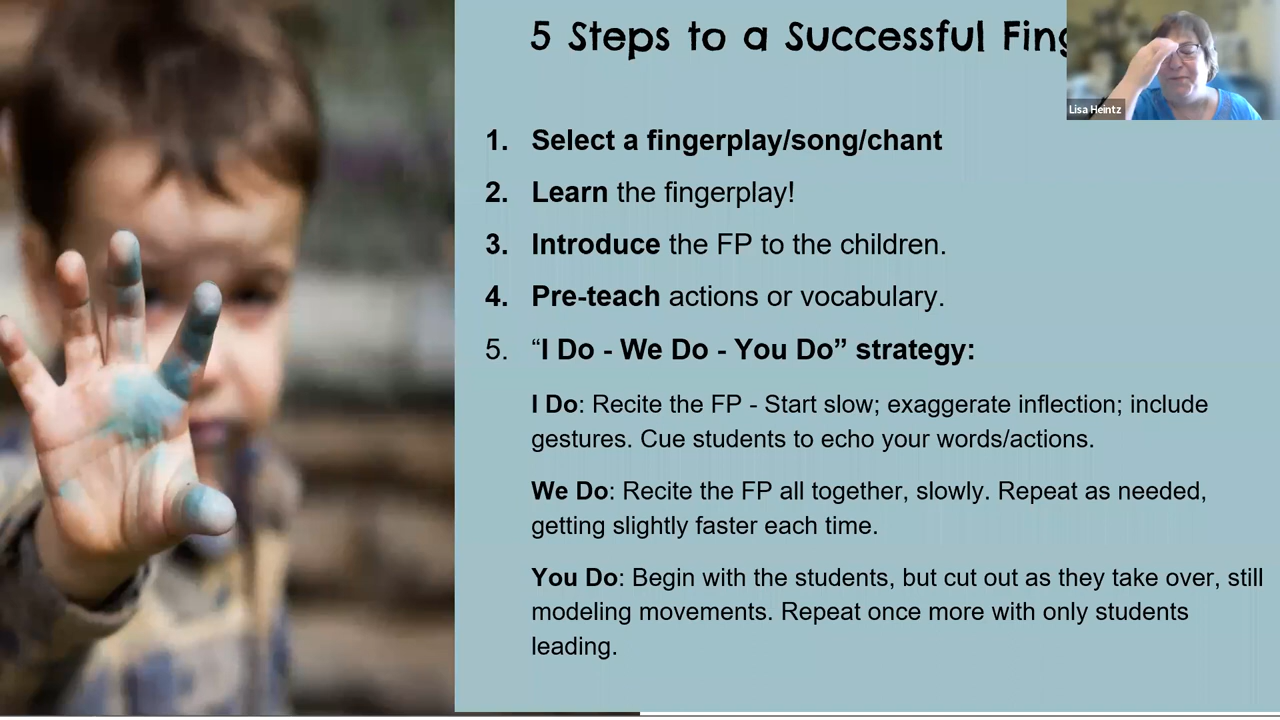 5 Steps to a Successful
Lisa Heintz
1. Select a fingerplay/song/chant
2. Learn the fingerplay!
3. Introduce the FP to the children.
4. Pre-teach actions or vocabulary.
5. “I Do - We Do - You Do” strategy:
I Do: Recite the FP - Start slow; exaggerate inflection; include
gestures. Cue students to echo your words/actions.
We Do: Recite the FP all together, slowly. Repeat as needed,
getting slightly faster each time.
You Do: Begin with the students, but cut out as they take over, still
modeling movements. Repeat once more with only students
leading.